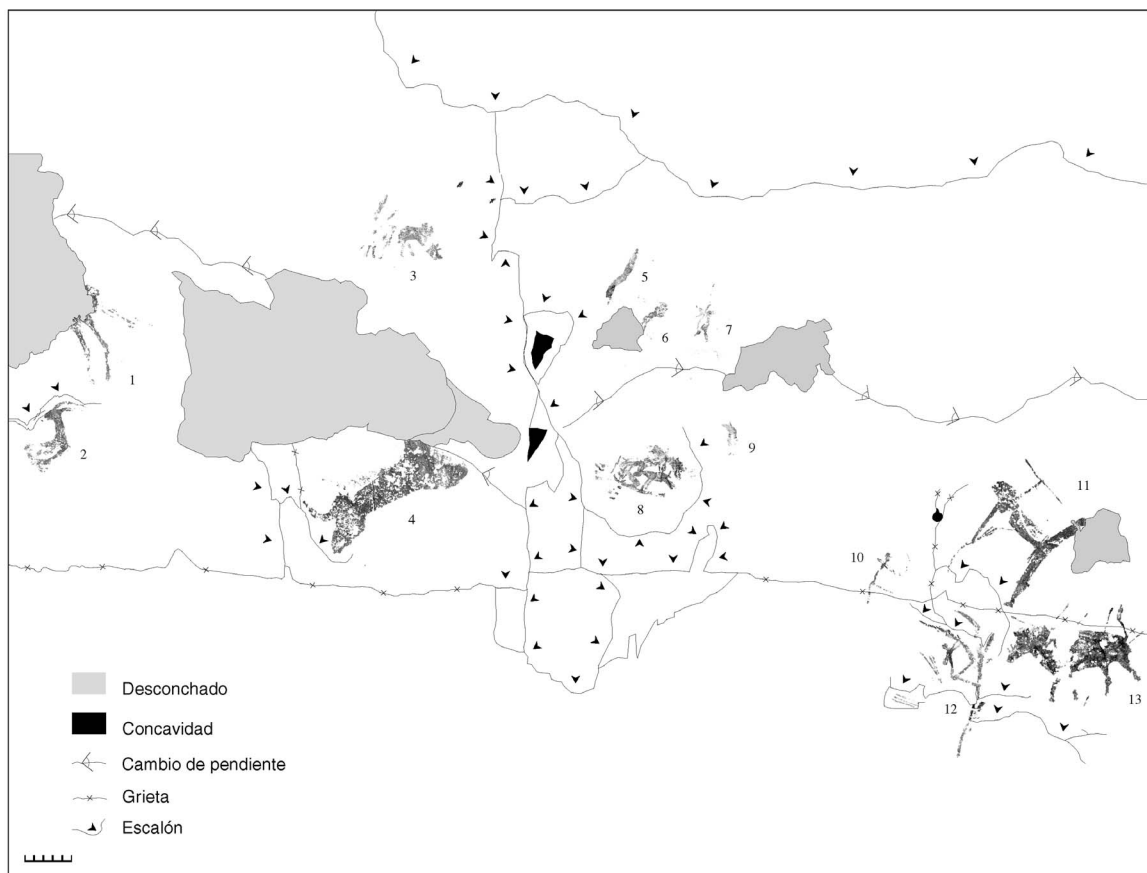 3
5
6
7
1
2
9
11
8
4
10
12
13
Desconchado
Concavidad
Cambio de pendiente
Grieta
Escalón